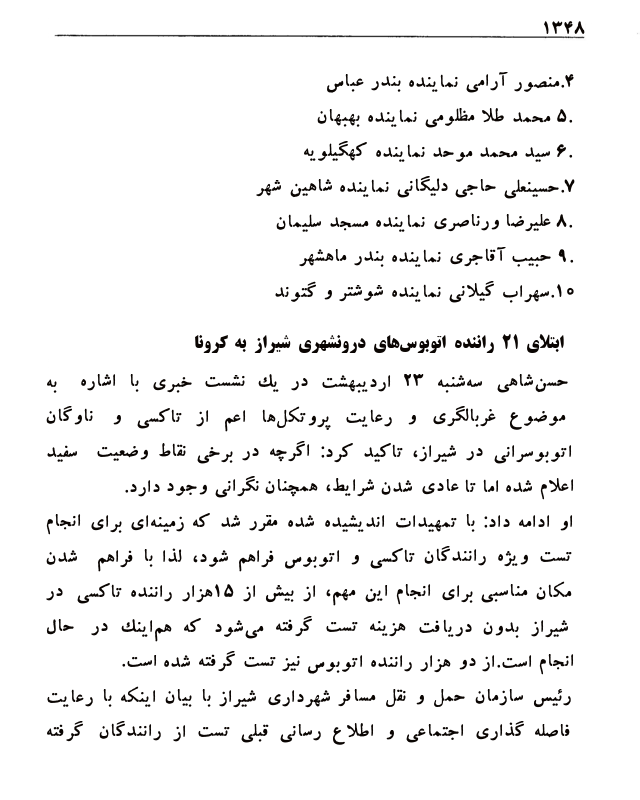 ۱۳۴۸
۴.منصور آرامی نماینده بندر عباس
۵. محمد طلا مظلومی نماینده بهبهان
۶. سید محمد موحد نماینده کهگیلویه
۷.حسینعلی حاجی دلیگانی نماینده شاهین شهر
۸. علیرضا ورناصری نماینده مسجد سلیمان
۹. حبیب آقاجری نماینده بندر ماهشهر
۱۰.سهراب گیلانی نماینده شوشتر و گتوند
ابتلای ۲۱ راننده اتوبوس‌های درونشهری شیراز به کرونا
حسن‌شاهی سه‌شنبه ۲۳ اردیبهشت در یك نشست خبری با اشاره به
موضوع غربالگری و رعایت پروتکل‌ها اعم از تاکسی و ناوگان
اتوبوسرانی در شیراز، تاکید کرد: اگرچه در برخی نقاط وضعیت سفید
اعلام شده اما تا عادی شدن شرایط، همچنان نگرانی وجود دارد.
او ادامه داد: با تمهیدات اندیشیده شده مقرر شد که زمینه‌ای برای انجام
تست ویژه رانندگان تاکسی و اتوبوس فراهم شود، لذا با فراهم شدن
مکان مناسبی برای انجام این مهم، از بیش از ۱۵هزار راننده تاکسی در
شیراز بدون دریافت هزینه تست گرفته می‌شود که هم‌اینك در حال
انجام است.از دو هزار راننده اتوبوس نیز تست گرفته شده است.
رئیس سازمان حمل و نقل مسافر شهرداری شیراز با بیان اینکه با رعایت
فاصله گذاری اجتماعی و اطلاع رسانی قبلی تست از رانندگان گرفته